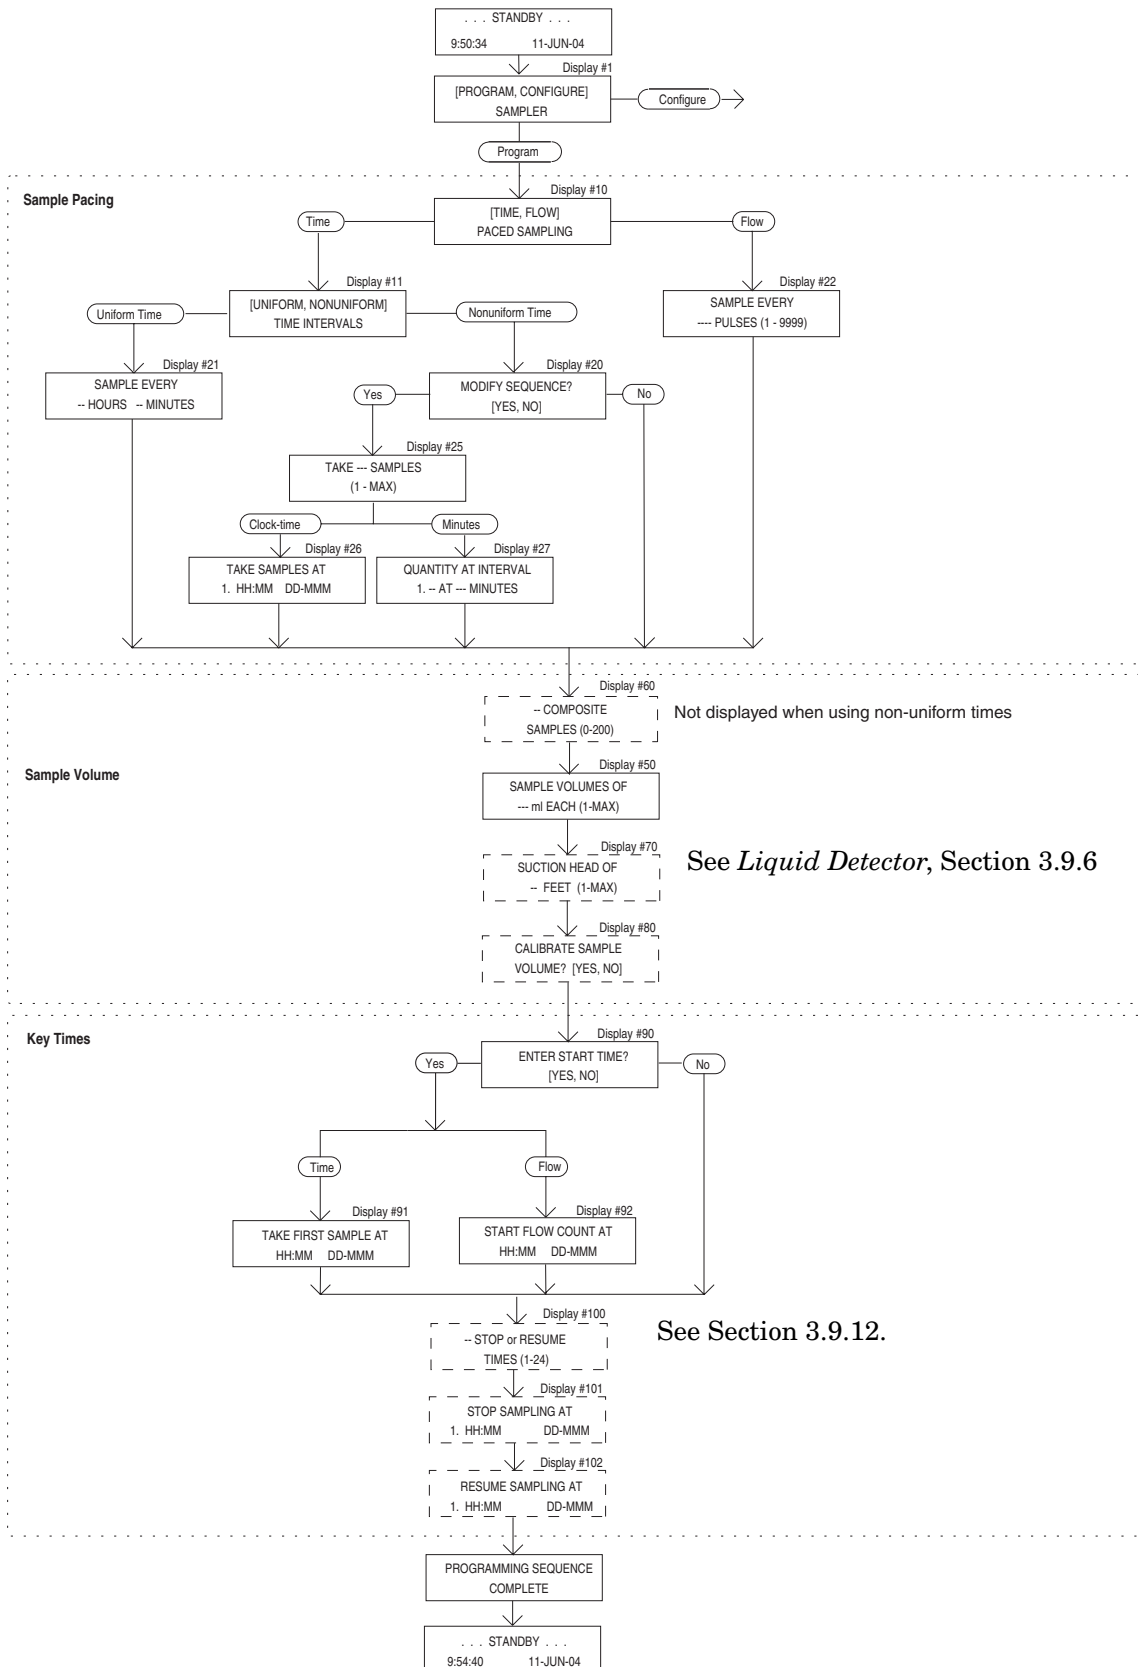 . . . STANDBY . . .
9:50:34 11-JUN-04
Display #1
[PROGRAM, CONFIGURE]
SAMPLER
Configure
Program
Sample Pacing
Display #10
[TIME, FLOW]
PACED SAMPLING
Time
Flow
Display #11
[UNIFORM, NONUNIFORM]
TIME INTERVALS
Display #22
SAMPLE EVERY
---- PULSES (1 - 9999)
Uniform Time
Nonuniform Time
Display #21
SAMPLE EVERY
-- HOURS -- MINUTES
Display #20
MODIFY SEQUENCE?
[YES, NO]
Yes
No
Display #25
TAKE --- SAMPLES
(1 - MAX)
Clock-time
Minutes
Display #26
TAKE SAMPLES AT
1. HH:MM DD-MMM
Display #27
QUANTITY AT INTERVAL
1. -- AT --- MINUTES
Display #60
-- COMPOSITE
SAMPLES (0-200)
Not displayed when using non-uniform times
Sample Volume
Display #50
SAMPLE VOLUMES OF
--- ml EACH (1-MAX)
Display #70
SUCTION HEAD OF
-- FEET (1-MAX)
See Liquid Detector, Section 3.9.6
Display #80
CALIBRATE SAMPLE
VOLUME? [YES, NO]
Key Times
Display #90
ENTER START TIME?
[YES, NO]
Yes
No
Time
Flow
Display #91
TAKE FIRST SAMPLE AT
HH:MM DD-MMM
Display #92
START FLOW COUNT AT
HH:MM DD-MMM
Display #100
-- STOP or RESUME
TIMES (1-24)
See Section 3.9.12.
Display #101
STOP SAMPLING AT
1. HH:MM DD-MMM
Display #102
RESUME SAMPLING AT
1. HH:MM DD-MMM
PROGRAMMING SEQUENCE
COMPLETE
. . . STANDBY . . .
9:54:40 11-JUN-04